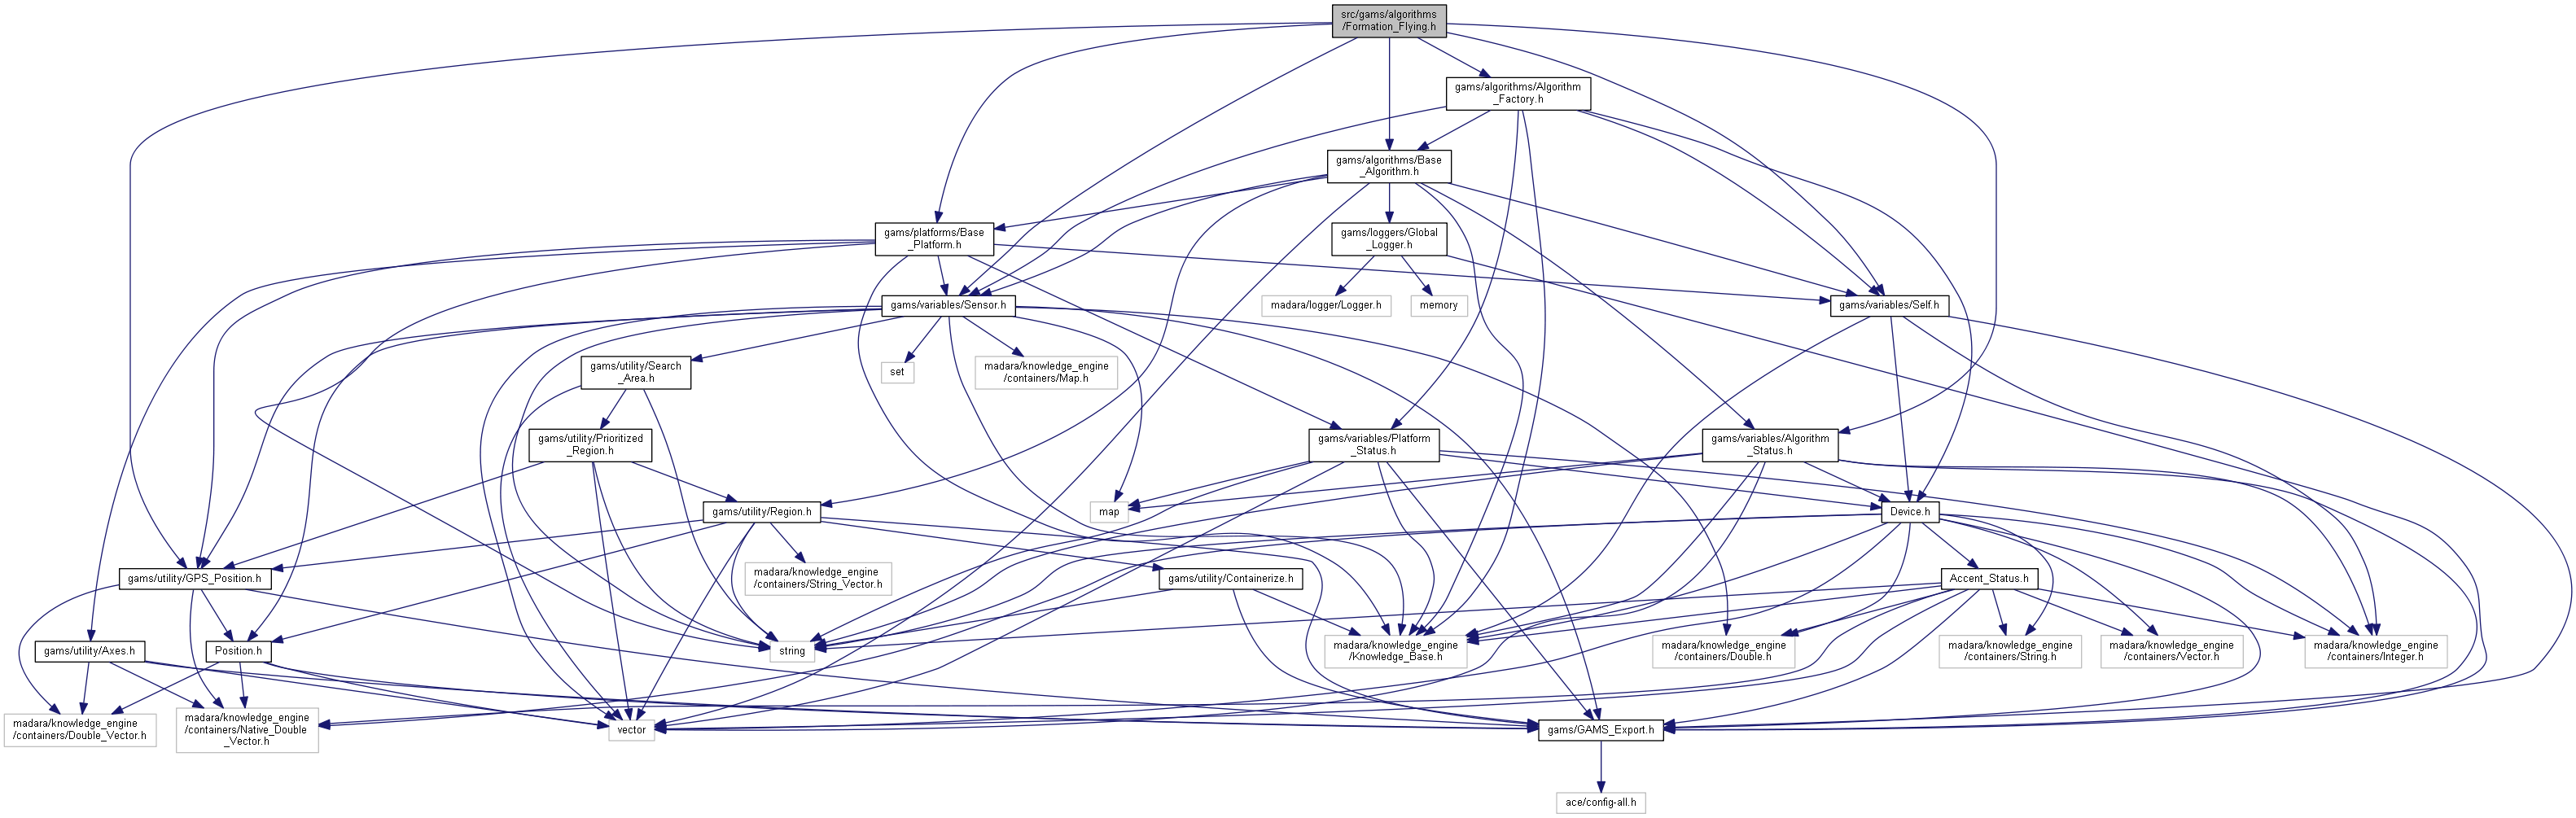 src/gams/algorithms
/Formation_Flying.h
gams/algorithms/Algorithm
_Factory.h
gams/algorithms/Base
_Algorithm.h
gams/platforms/Base
_Platform.h
gams/loggers/Global
_Logger.h
gams/variables/Sensor.h
madara/logger/Logger.h
memory
gams/variables/Self.h
gams/utility/Search
_Area.h
set
madara/knowledge_engine
/containers/Map.h
gams/utility/Prioritized
_Region.h
gams/variables/Platform
_Status.h
gams/variables/Algorithm
_Status.h
gams/utility/Region.h
map
Device.h
gams/utility/GPS_Position.h
madara/knowledge_engine
/containers/String_Vector.h
gams/utility/Containerize.h
Accent_Status.h
gams/utility/Axes.h
Position.h
string
madara/knowledge_engine
/Knowledge_Base.h
madara/knowledge_engine
/containers/Double.h
madara/knowledge_engine
/containers/String.h
madara/knowledge_engine
/containers/Vector.h
madara/knowledge_engine
/containers/Integer.h
madara/knowledge_engine
/containers/Double_Vector.h
madara/knowledge_engine
/containers/Native_Double
_Vector.h
vector
gams/GAMS_Export.h
ace/config-all.h